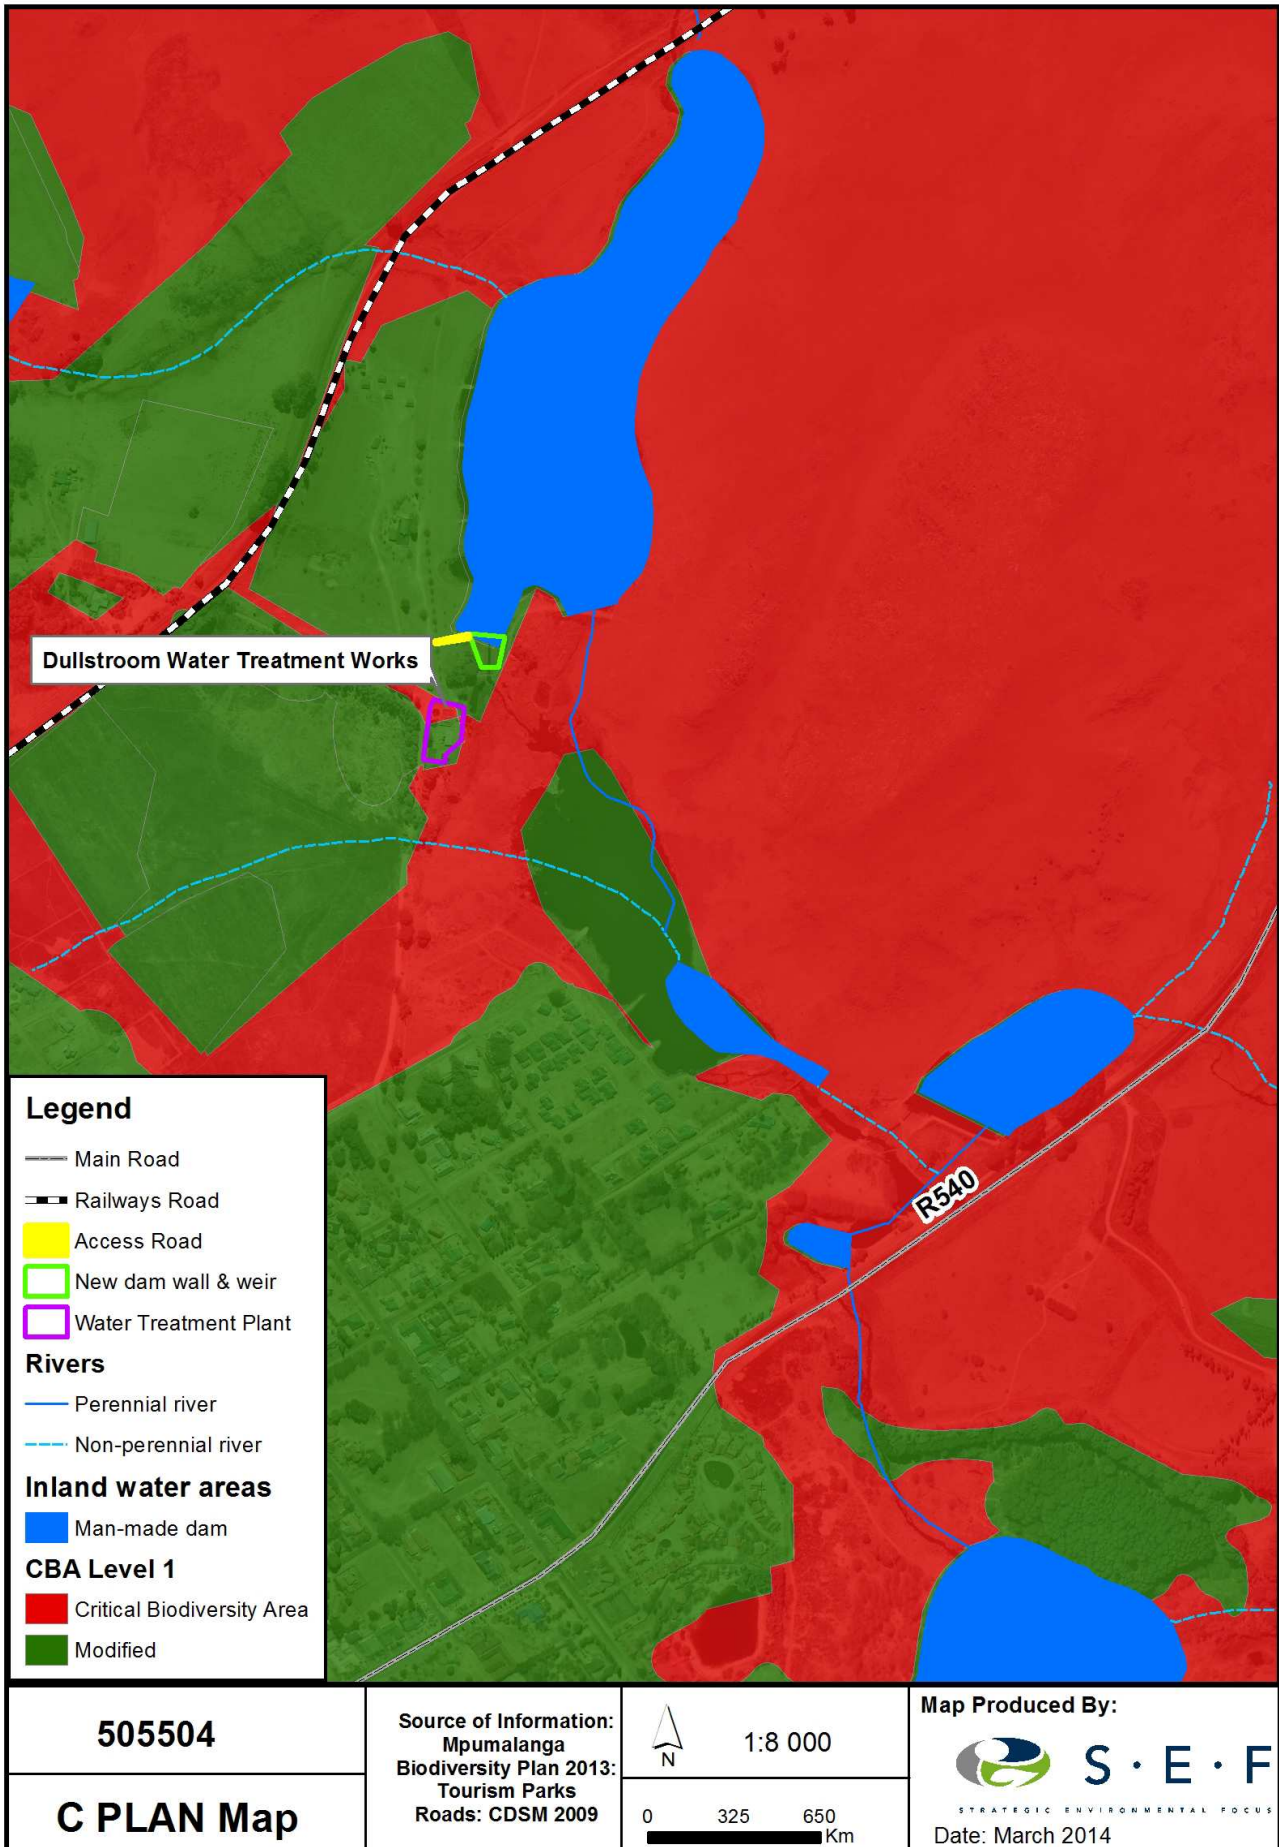 Dullstroom Water Treatment Works
R540
Legend
Main Road
Railways Road
Access Road
New dam wall & weir
Water Treatment Plant
Rivers
Perennial river
Non-perennial river
Inland water areas
Man-made dam
CBA Level 1
Critical Biodiversity Area
Modified
505504
C PLAN Map
Source of Information:
Mpumalanga
Biodiversity Plan 2013:
Tourism Parks
Roads: CDSM 2009
N
1:8 000
0 325 650
Km
Map Produced By:
S·E·F
STRATEGIC ENVIRONMENTAL FOCUS
Date: March 2014